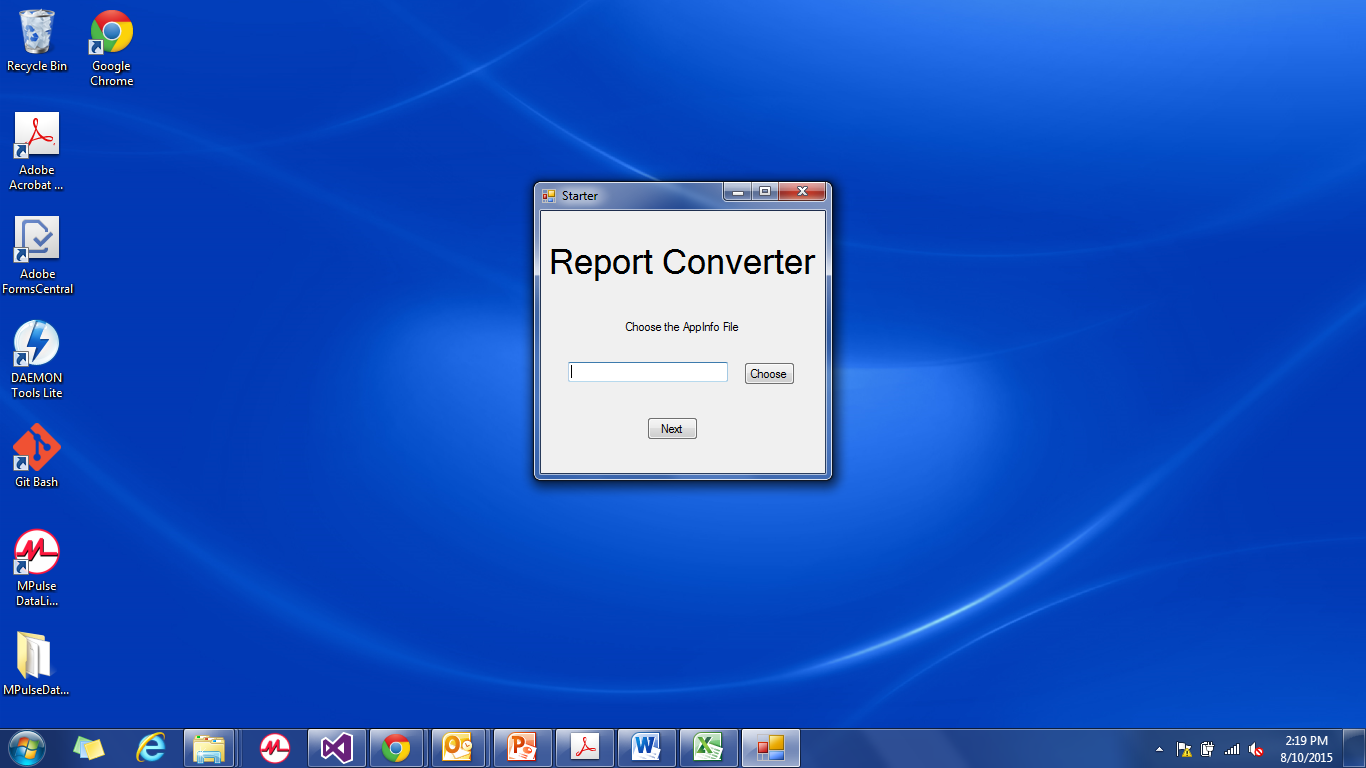 Recycle Bin
Google
Chrome
Adobe
Acrobat ...
Adobe
FormsCentral
DAEMON
Tools Lite
Git Bash
MPulse
DataLi...
MPulseDat...
Starter
Report Converter
Choose the AppInfo File
Choose
Next
2:19 PM
8/10/2015